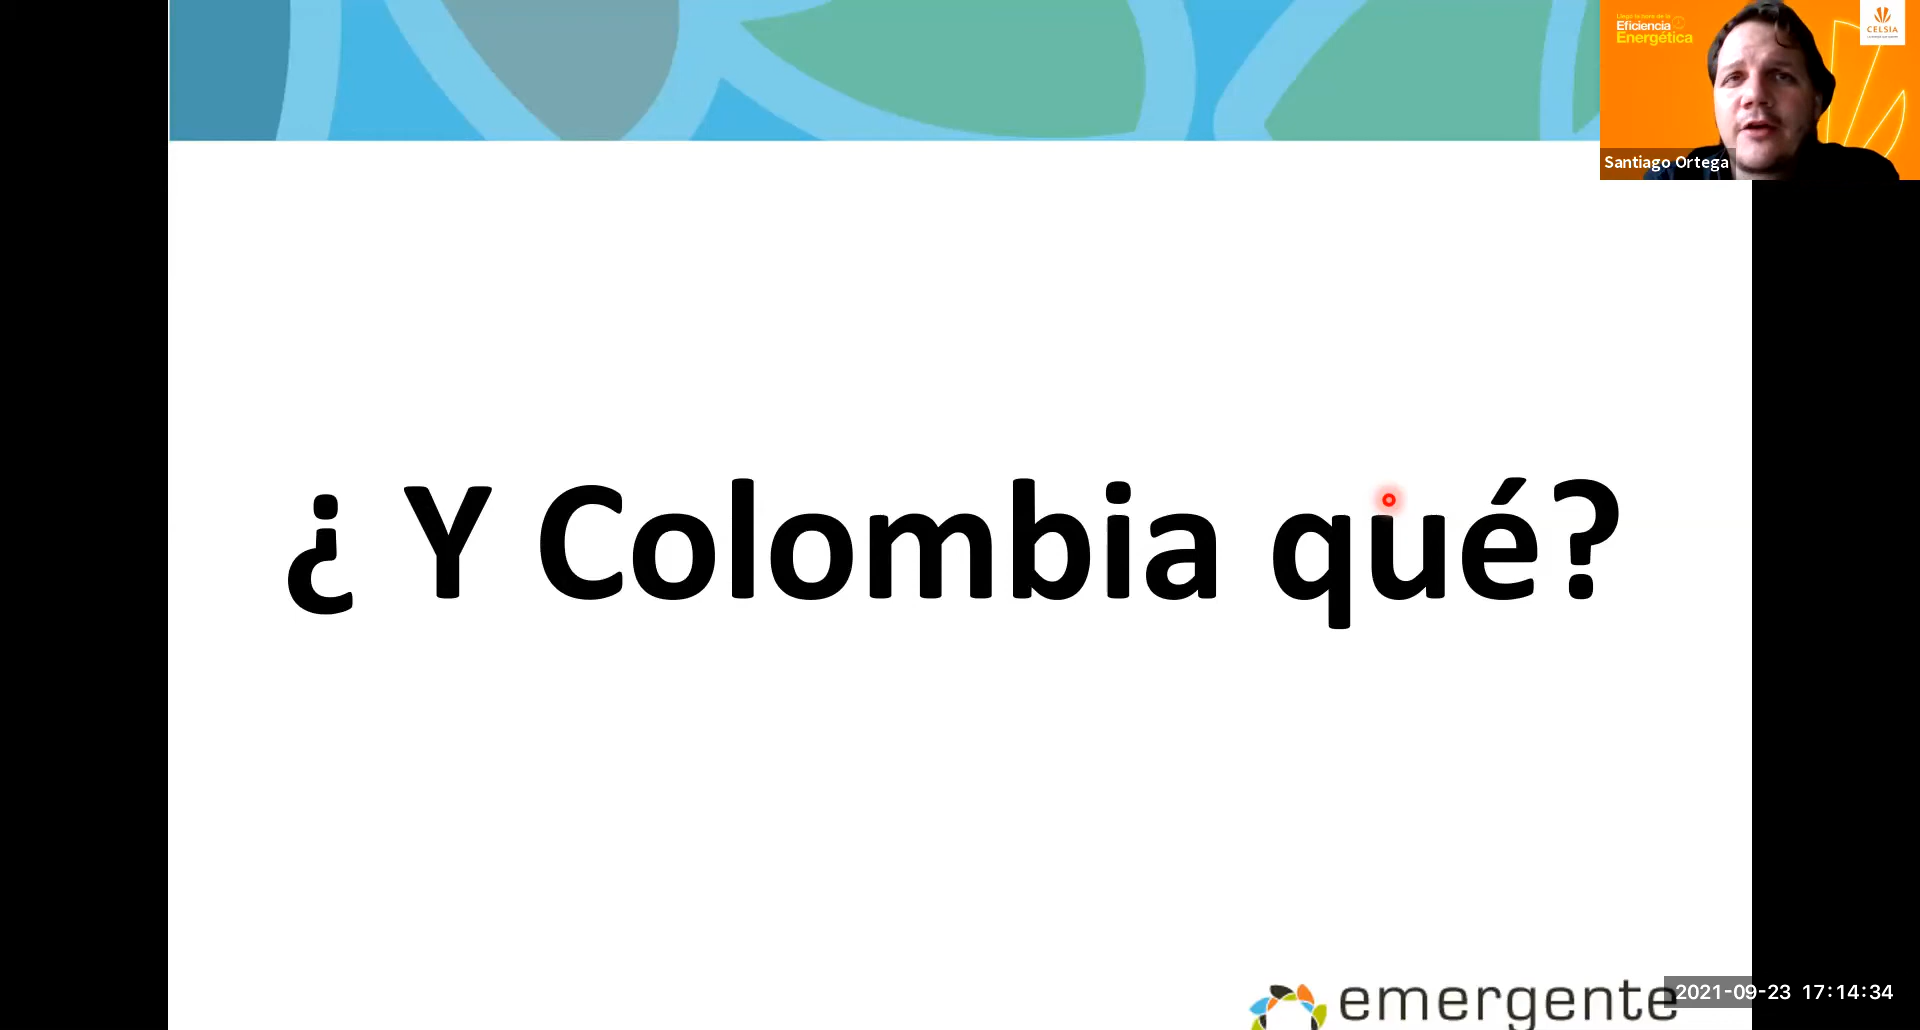 Eficiencia
Energética
CELSIA
Santiago Ortega
¿ Y Colombia qué?
emergente
2021-09-23 17:14:34